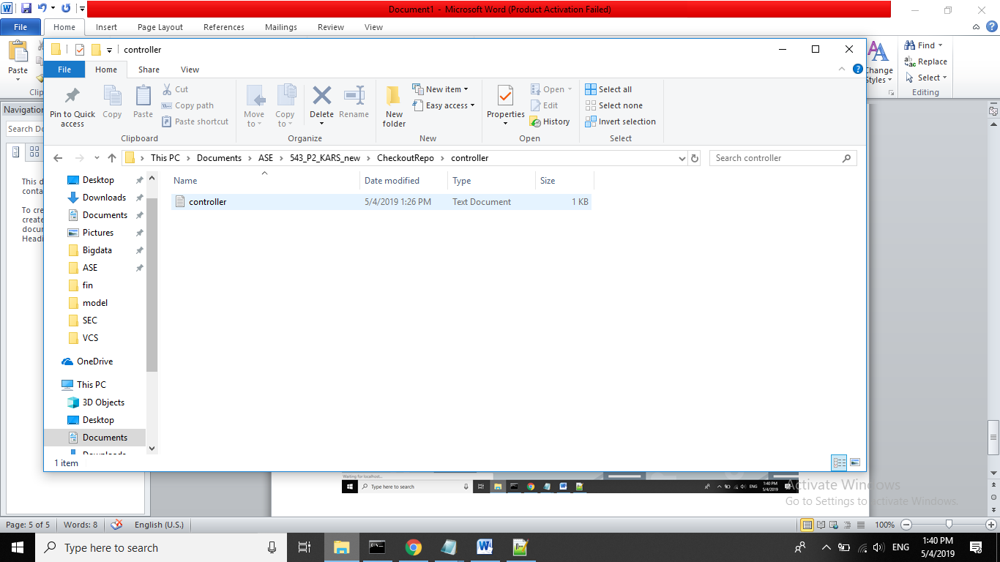 Document1 - Microsoft Word (Product Activation Failed)
File Home Insert Page Layout References Mailings Review View
controller
File Home Share View
Paste
Pin to Quick access
Copy
Paste
Cut
Copy path
Paste shortcut
Clipboard
Move to
Copy to
Delete
Rename
Organize
New folder
New item
Easy access
New
Properties
Open
Edit
History
Open
Select all
Select none
Invert selection
Select
Change
Styles
Find
Replace
Select
Editing
Clip
Navigation
Search Do
This d
conta
To cre
create
docu
Headi
This PC Documents ASE 543_P2_KARS_new CheckoutRepo controller
Search controller
Name Date modified Type Size
controller 5/4/2019 1:26 PM Text Document 1 KB
Desktop
Downloads
Documents
Pictures
Bigdata
ASE
fin
model
SEC
VCS
OneDrive
This PC
3D Objects
Desktop
Documents
Downloads
1 item
Waiting for localhost...
Type here to search
1:40 PM
5/4/2019
Activate Windows
Go to Settings to activate Windows.
Page: 5 of 5 Words: 8 English (U.S.) 100%
Type here to search
ENG
1:40 PM
5/4/2019